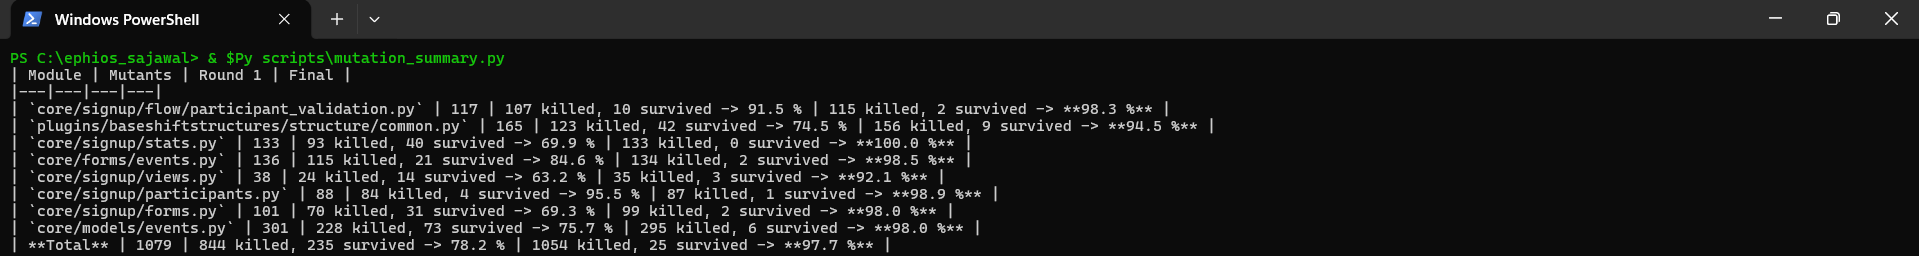 Windows PowerShell
PS C:\ephios_sajawal> & $Py scripts\mutation_summary.py
| Module | Mutants | Round 1 | Final |
|---|---|---|---|
| `core/signup/flow/participant_validation.py` | 117 | 107 killed, 10 survived -> 91.5 % | 115 killed, 2 survived -> **98.3 %** |
| `plugins/baseshiftstructures/structure/common.py` | 165 | 123 killed, 42 survived -> 74.5 % | 156 killed, 9 survived -> **94.5 %** |
| `core/signup/stats.py` | 133 | 93 killed, 40 survived -> 69.9 % | 133 killed, 0 survived -> **100.0 %** |
| `core/forms/events.py` | 136 | 115 killed, 21 survived -> 84.6 % | 134 killed, 2 survived -> **98.5 %** |
| `core/signup/views.py` | 38 | 24 killed, 14 survived -> 63.2 % | 35 killed, 3 survived -> **92.1 %** |
| `core/signup/participants.py` | 88 | 84 killed, 4 survived -> 95.5 % | 87 killed, 1 survived -> **98.9 %** |
| `core/signup/forms.py` | 101 | 70 killed, 31 survived -> 69.3 % | 99 killed, 2 survived -> **98.0 %** |
| `core/models/events.py` | 301 | 228 killed, 73 survived -> 75.7 % | 295 killed, 6 survived -> **98.0 %** |
| **Total** | 1079 | 844 killed, 235 survived -> 78.2 % | 1054 killed, 25 survived -> **97.7 %** |